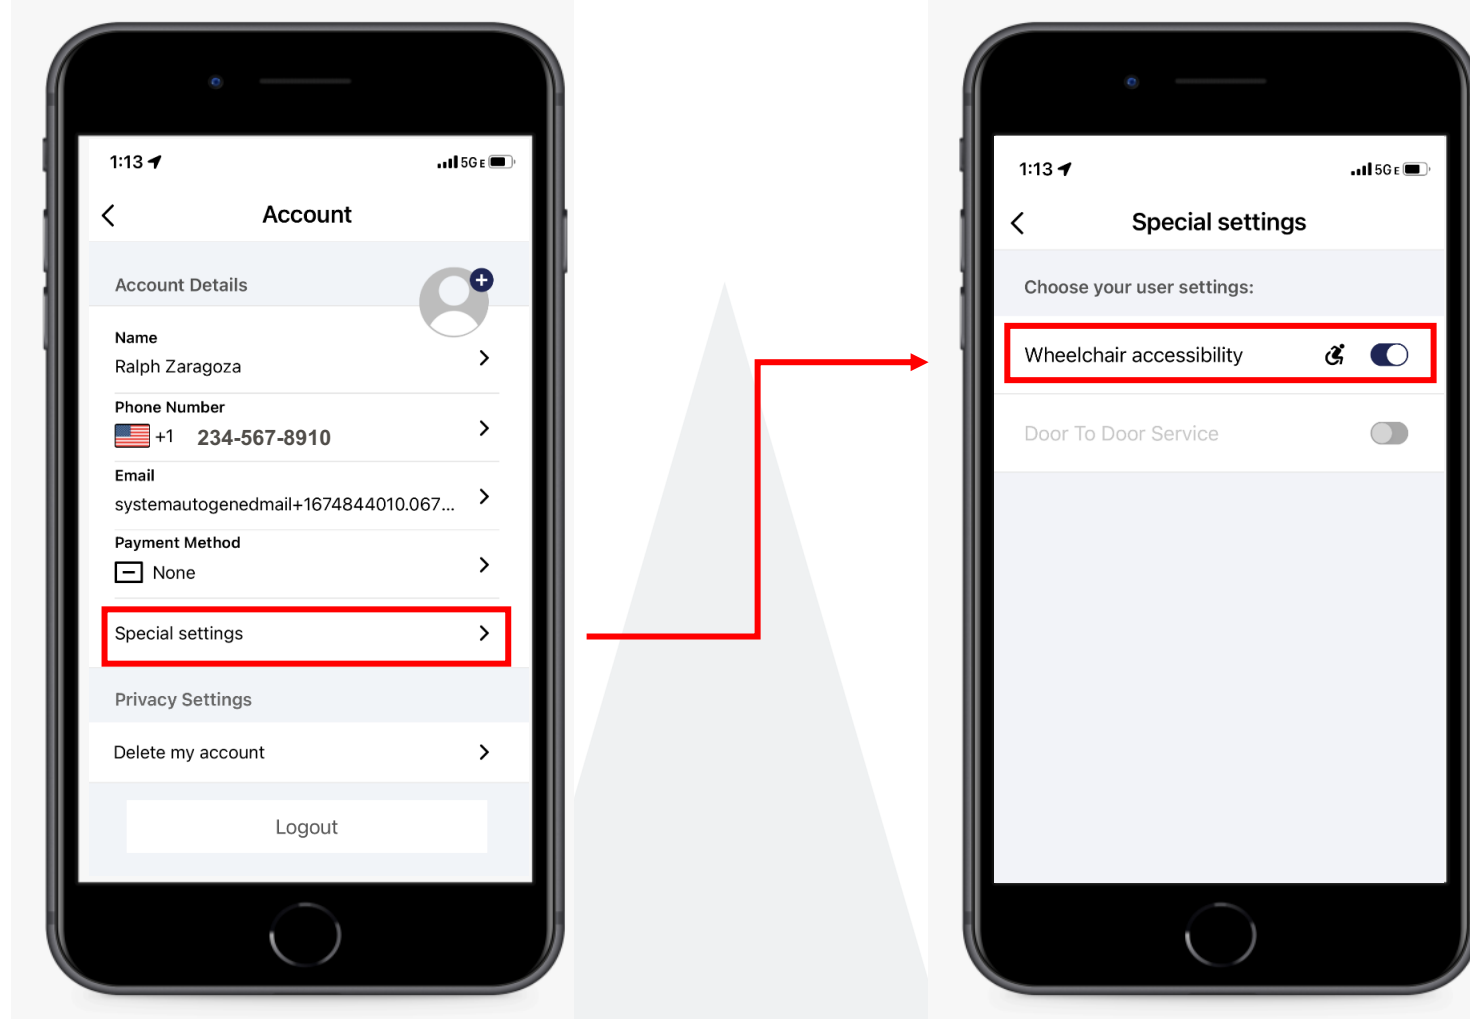 1:13
5G E
Account
Account Details
Name
Ralph Zaragoza
Phone Number
+1 234-567-8910
Email
systemautogenedmail+1674844010.067...
Payment Method
None
Special settings
Privacy Settings
Delete my account
Logout
1:13
5G E
Special settings
Choose your user settings:
Wheelchair accessibility
Door To Door Service